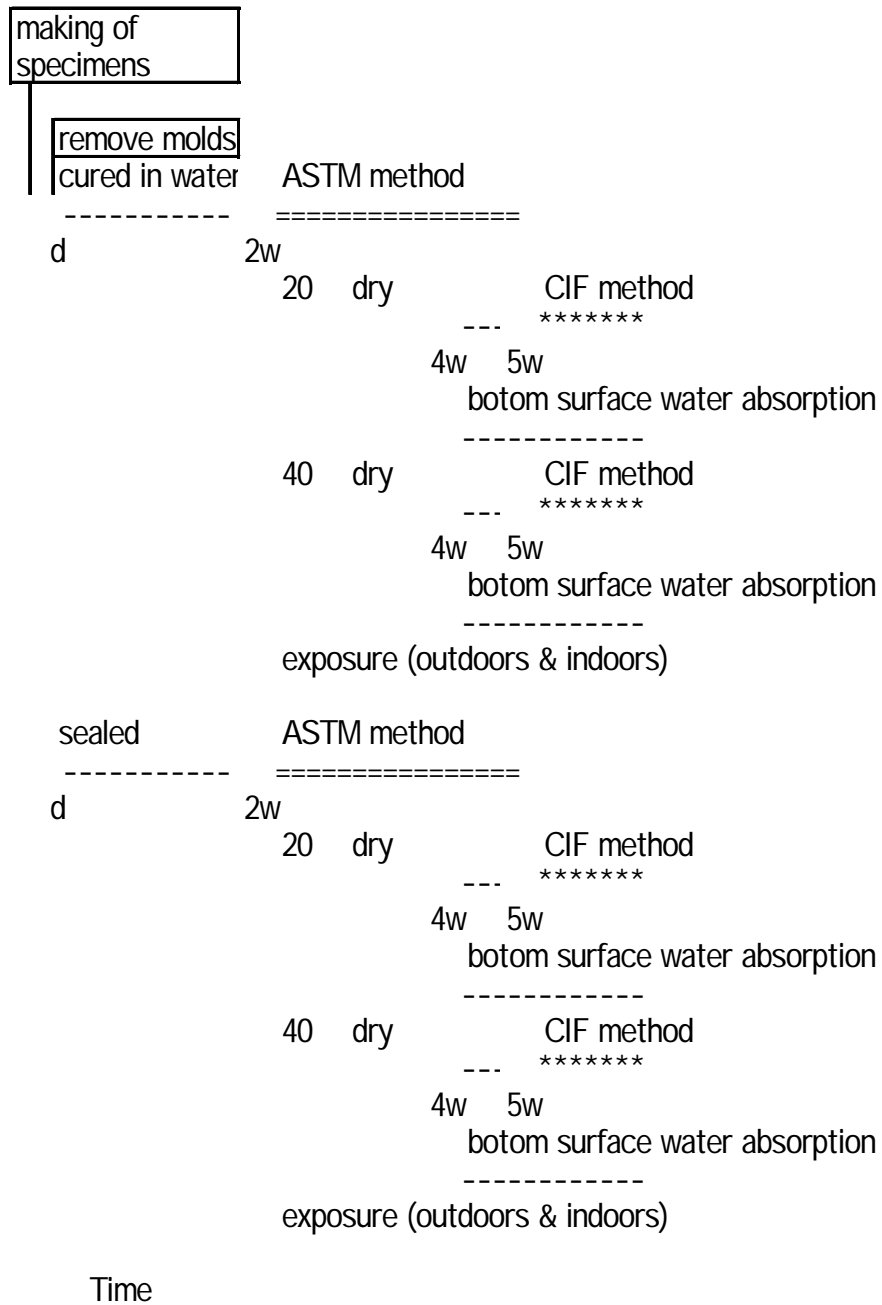 making of
specimens
remove molds
cured in water ASTM method
----------- ================
d 2w
20 dry CIF method
--- *******
4w 5w
botom surface water absorption
------------
40 dry CIF method
--- *******
4w 5w
botom surface water absorption
------------
exposure (outdoors & indoors)
sealed ASTM method
----------- ================
d 2w
20 dry CIF method
--- *******
4w 5w
botom surface water absorption
------------
40 dry CIF method
--- *******
4w 5w
botom surface water absorption
------------
exposure (outdoors & indoors)
Time